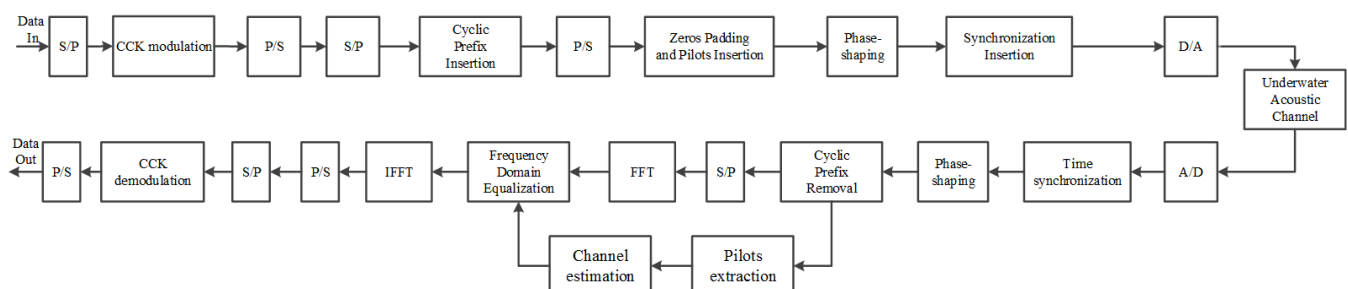 Data
In
S/P
CCK modulation
P/S
S/P
Cyclic
Prefix
Insertion
P/S
Zeros Padding
and Pilots Insertion
Phase-
shaping
Synchronization
Insertion
D/A
Underwater
Acoustic
Channel
Data
Out
P/S
CCK
demodulation
S/P
P/S
IFFT
Frequency
Domain
Equalization
FFT
S/P
Cyclic
Prefix
Removal
Phase-
shaping
Time
synchronization
A/D
Channel
estimation
Pilots
extraction